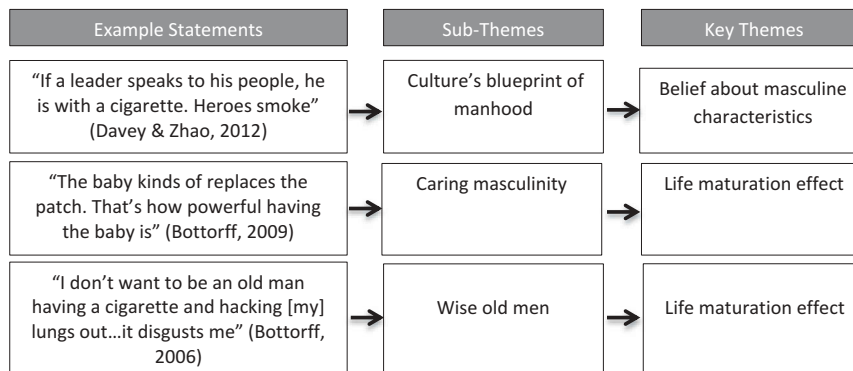 Example Statements
Sub-Themes
Key Themes
“If a leader speaks to his people, he
is with a cigarette. Heroes smoke”
(Davey & Zhao, 2012)
Culture’s blueprint of
manhood
Belief about masculine
characteristics
“The baby kinds of replaces the
patch. That’s how powerful having
the baby is” (Bottorff, 2009)
Caring masculinity
Life maturation effect
“I don’t want to be an old man
having a cigarette and hacking [my]
lungs out…it disgusts me” (Bottorff,
2006)
Wise old men
Life maturation effect